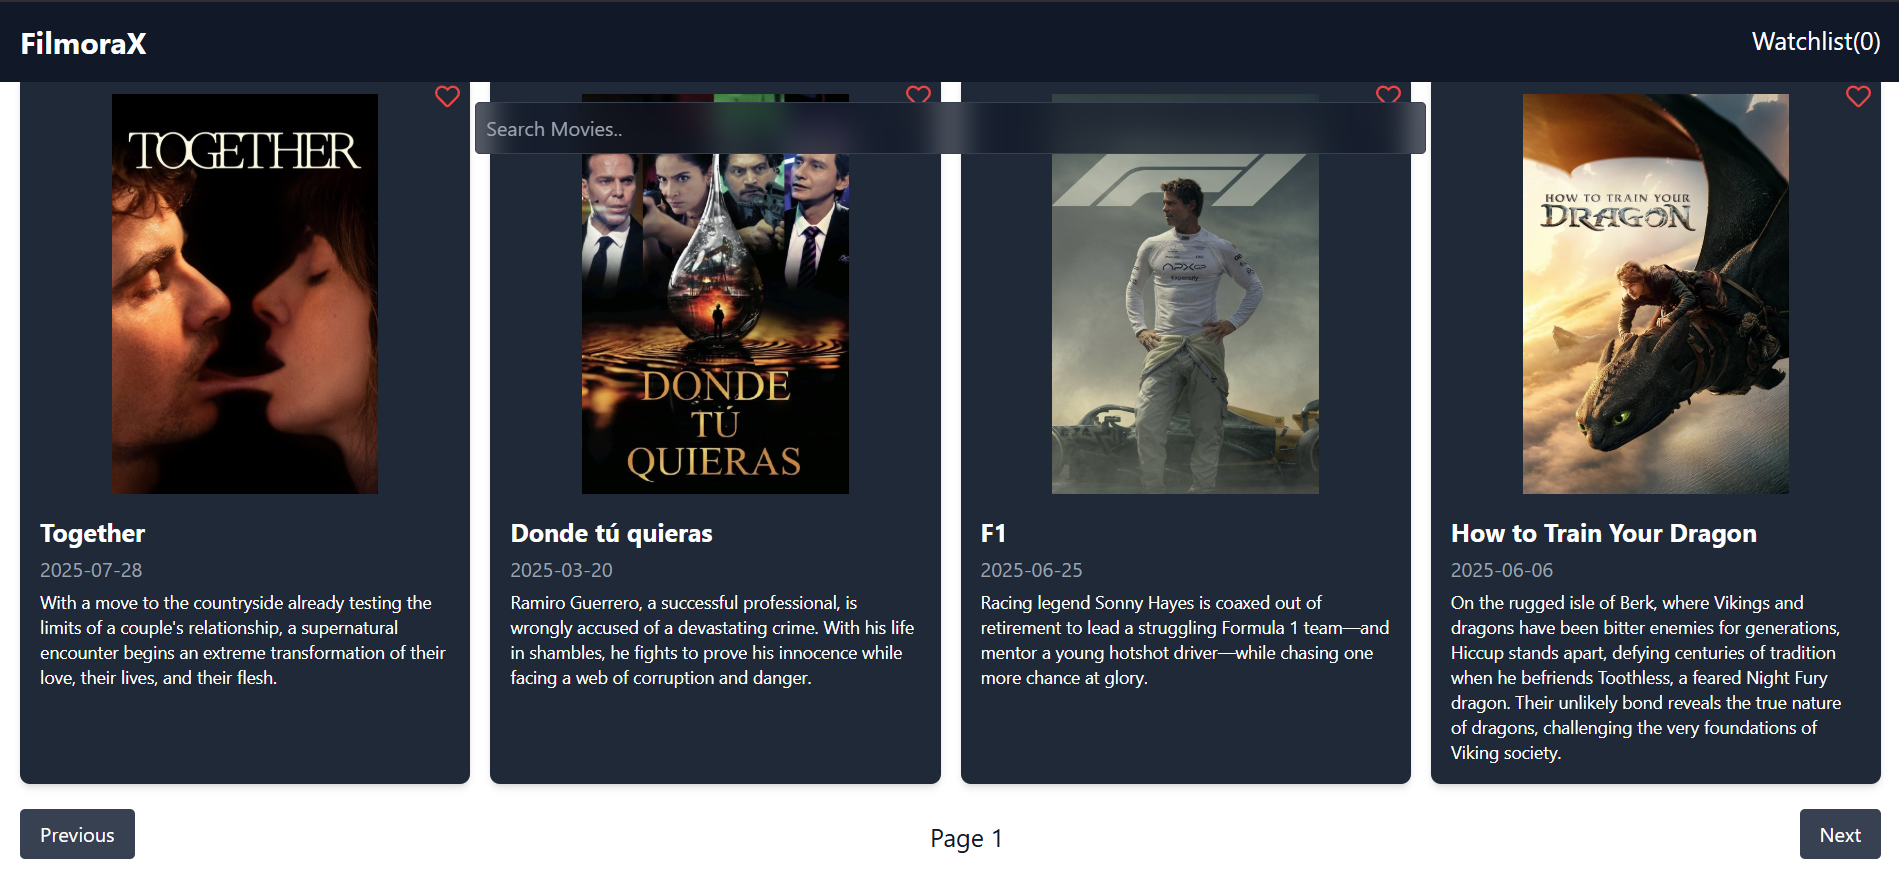 FilmoraX
Watchlist(0)
Search Movies..
TOGETHER
DONDE
TÚ
QUIERAS
F1
APXGP
Expensify
HOW TO TRAIN YOUR
DRAGON
Together
2025-07-28
With a move to the countryside already testing the
limits of a couple's relationship, a supernatural
encounter begins an extreme transformation of their
love, their lives, and their flesh.
Donde tú quieras
2025-03-20
Ramiro Guerrero, a successful professional, is
wrongly accused of a devastating crime. With his life
in shambles, he fights to prove his innocence while
facing a web of corruption and danger.
F1
2025-06-25
Racing legend Sonny Hayes is coaxed out of
retirement to lead a struggling Formula 1 team—and
mentor a young hotshot driver—while chasing one
more chance at glory.
How to Train Your Dragon
2025-06-06
On the rugged isle of Berk, where Vikings and
dragons have been bitter enemies for generations,
Hiccup stands apart, defying centuries of tradition
when he befriends Toothless, a feared Night Fury
dragon. Their unlikely bond reveals the true nature
of dragons, challenging the very foundations of
Viking society.
Previous
Page 1
Next